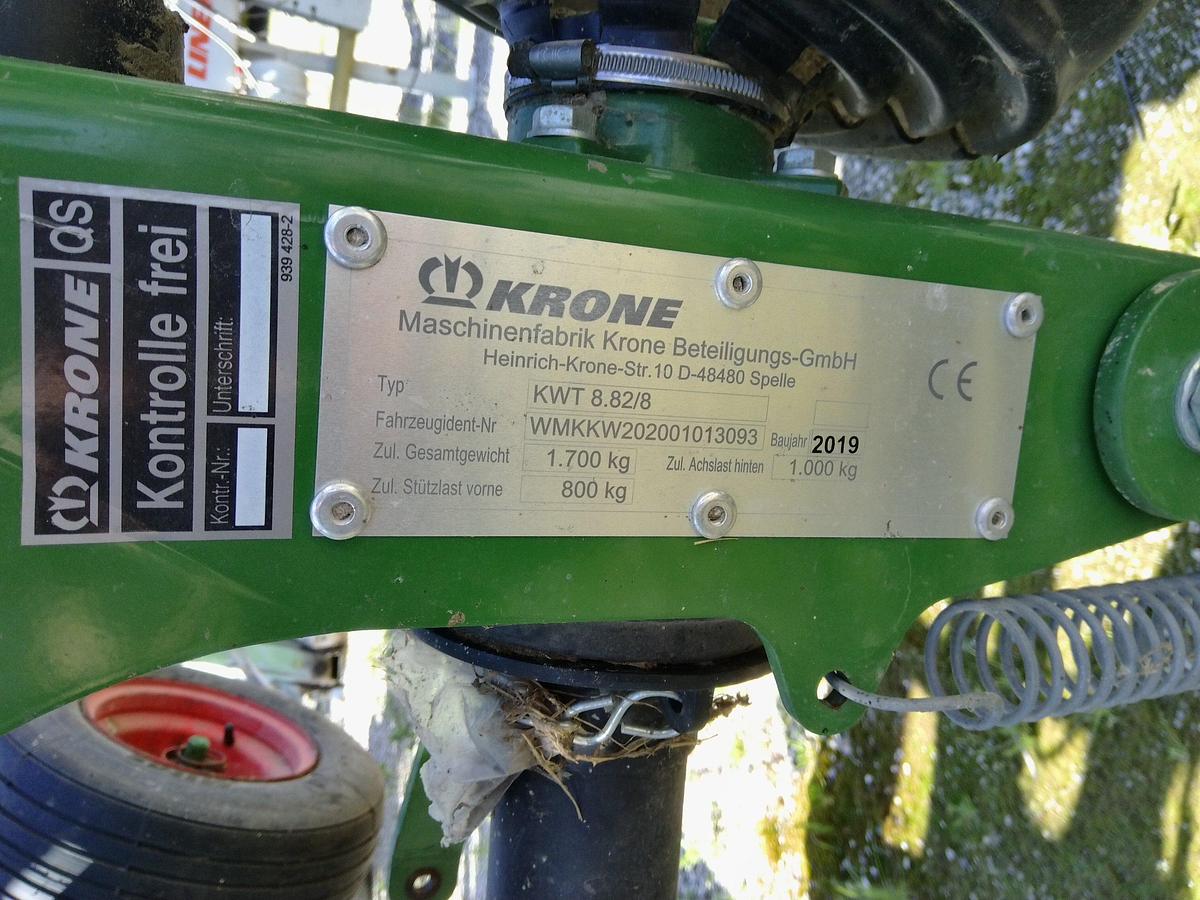 LINER
KRONE QS
Kontrolle frei
Kontr.-Nr.: Unterschrift:
939 428-2
KRONE
Maschinenfabrik Krone Beteiligungs-GmbH
Heinrich-Krone-Str.10 D-48480 Spelle
CE
Typ KWT 8.82/8
Fahrzeugident-Nr WMKKW202001013093 Baujahr 2019
Zul. Gesamtgewicht 1.700 kg Zul. Achslast hinten 1.000 kg
Zul. Stützlast vorne 800 kg